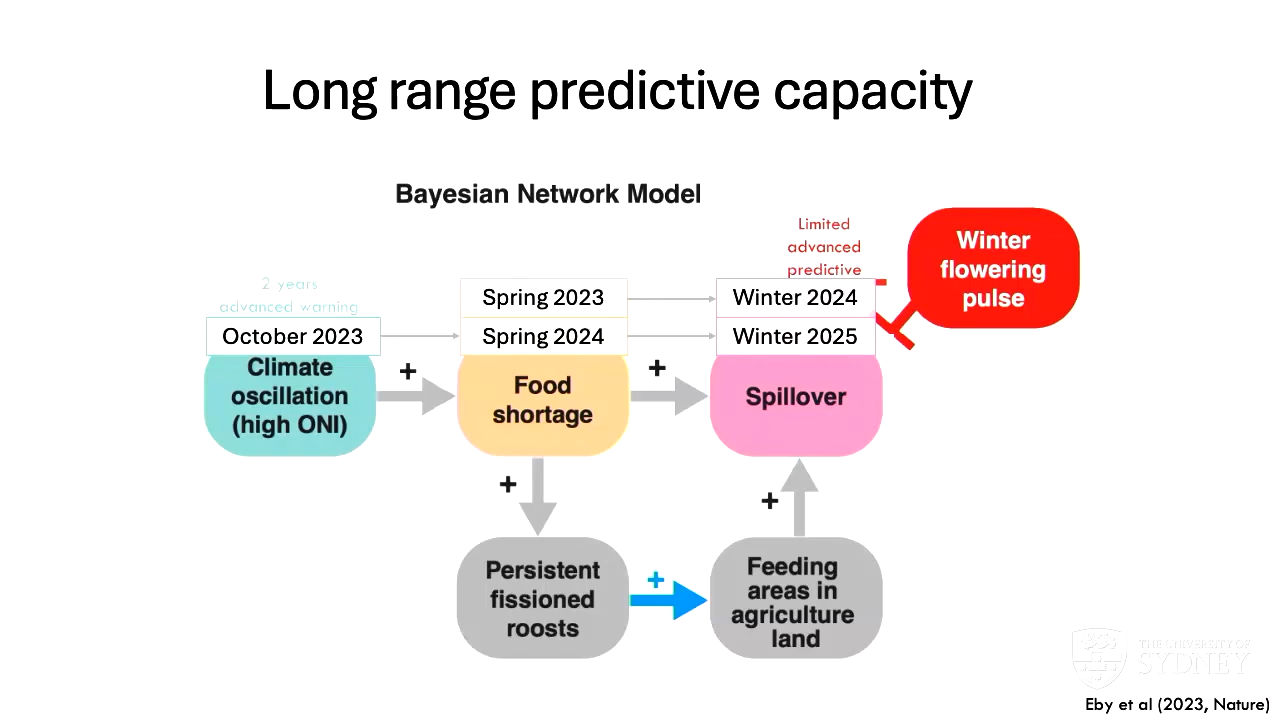 Long range predictive capacity
Bayesian Network Model
Limited
advanced
predictive
Winter
flowering
pulse
2 years
advanced warning
Spring 2023
Winter 2024
October 2023
Spring 2024
Winter 2025
Climate
oscillation
(high ONI)
+
Food
shortage
+
Spillover
+
+
Persistent
fissioned
roosts
+
Feeding
areas in
agriculture
land
THE UNIVERSITY OF
SYDNEY
Eby et al (2023, Nature)